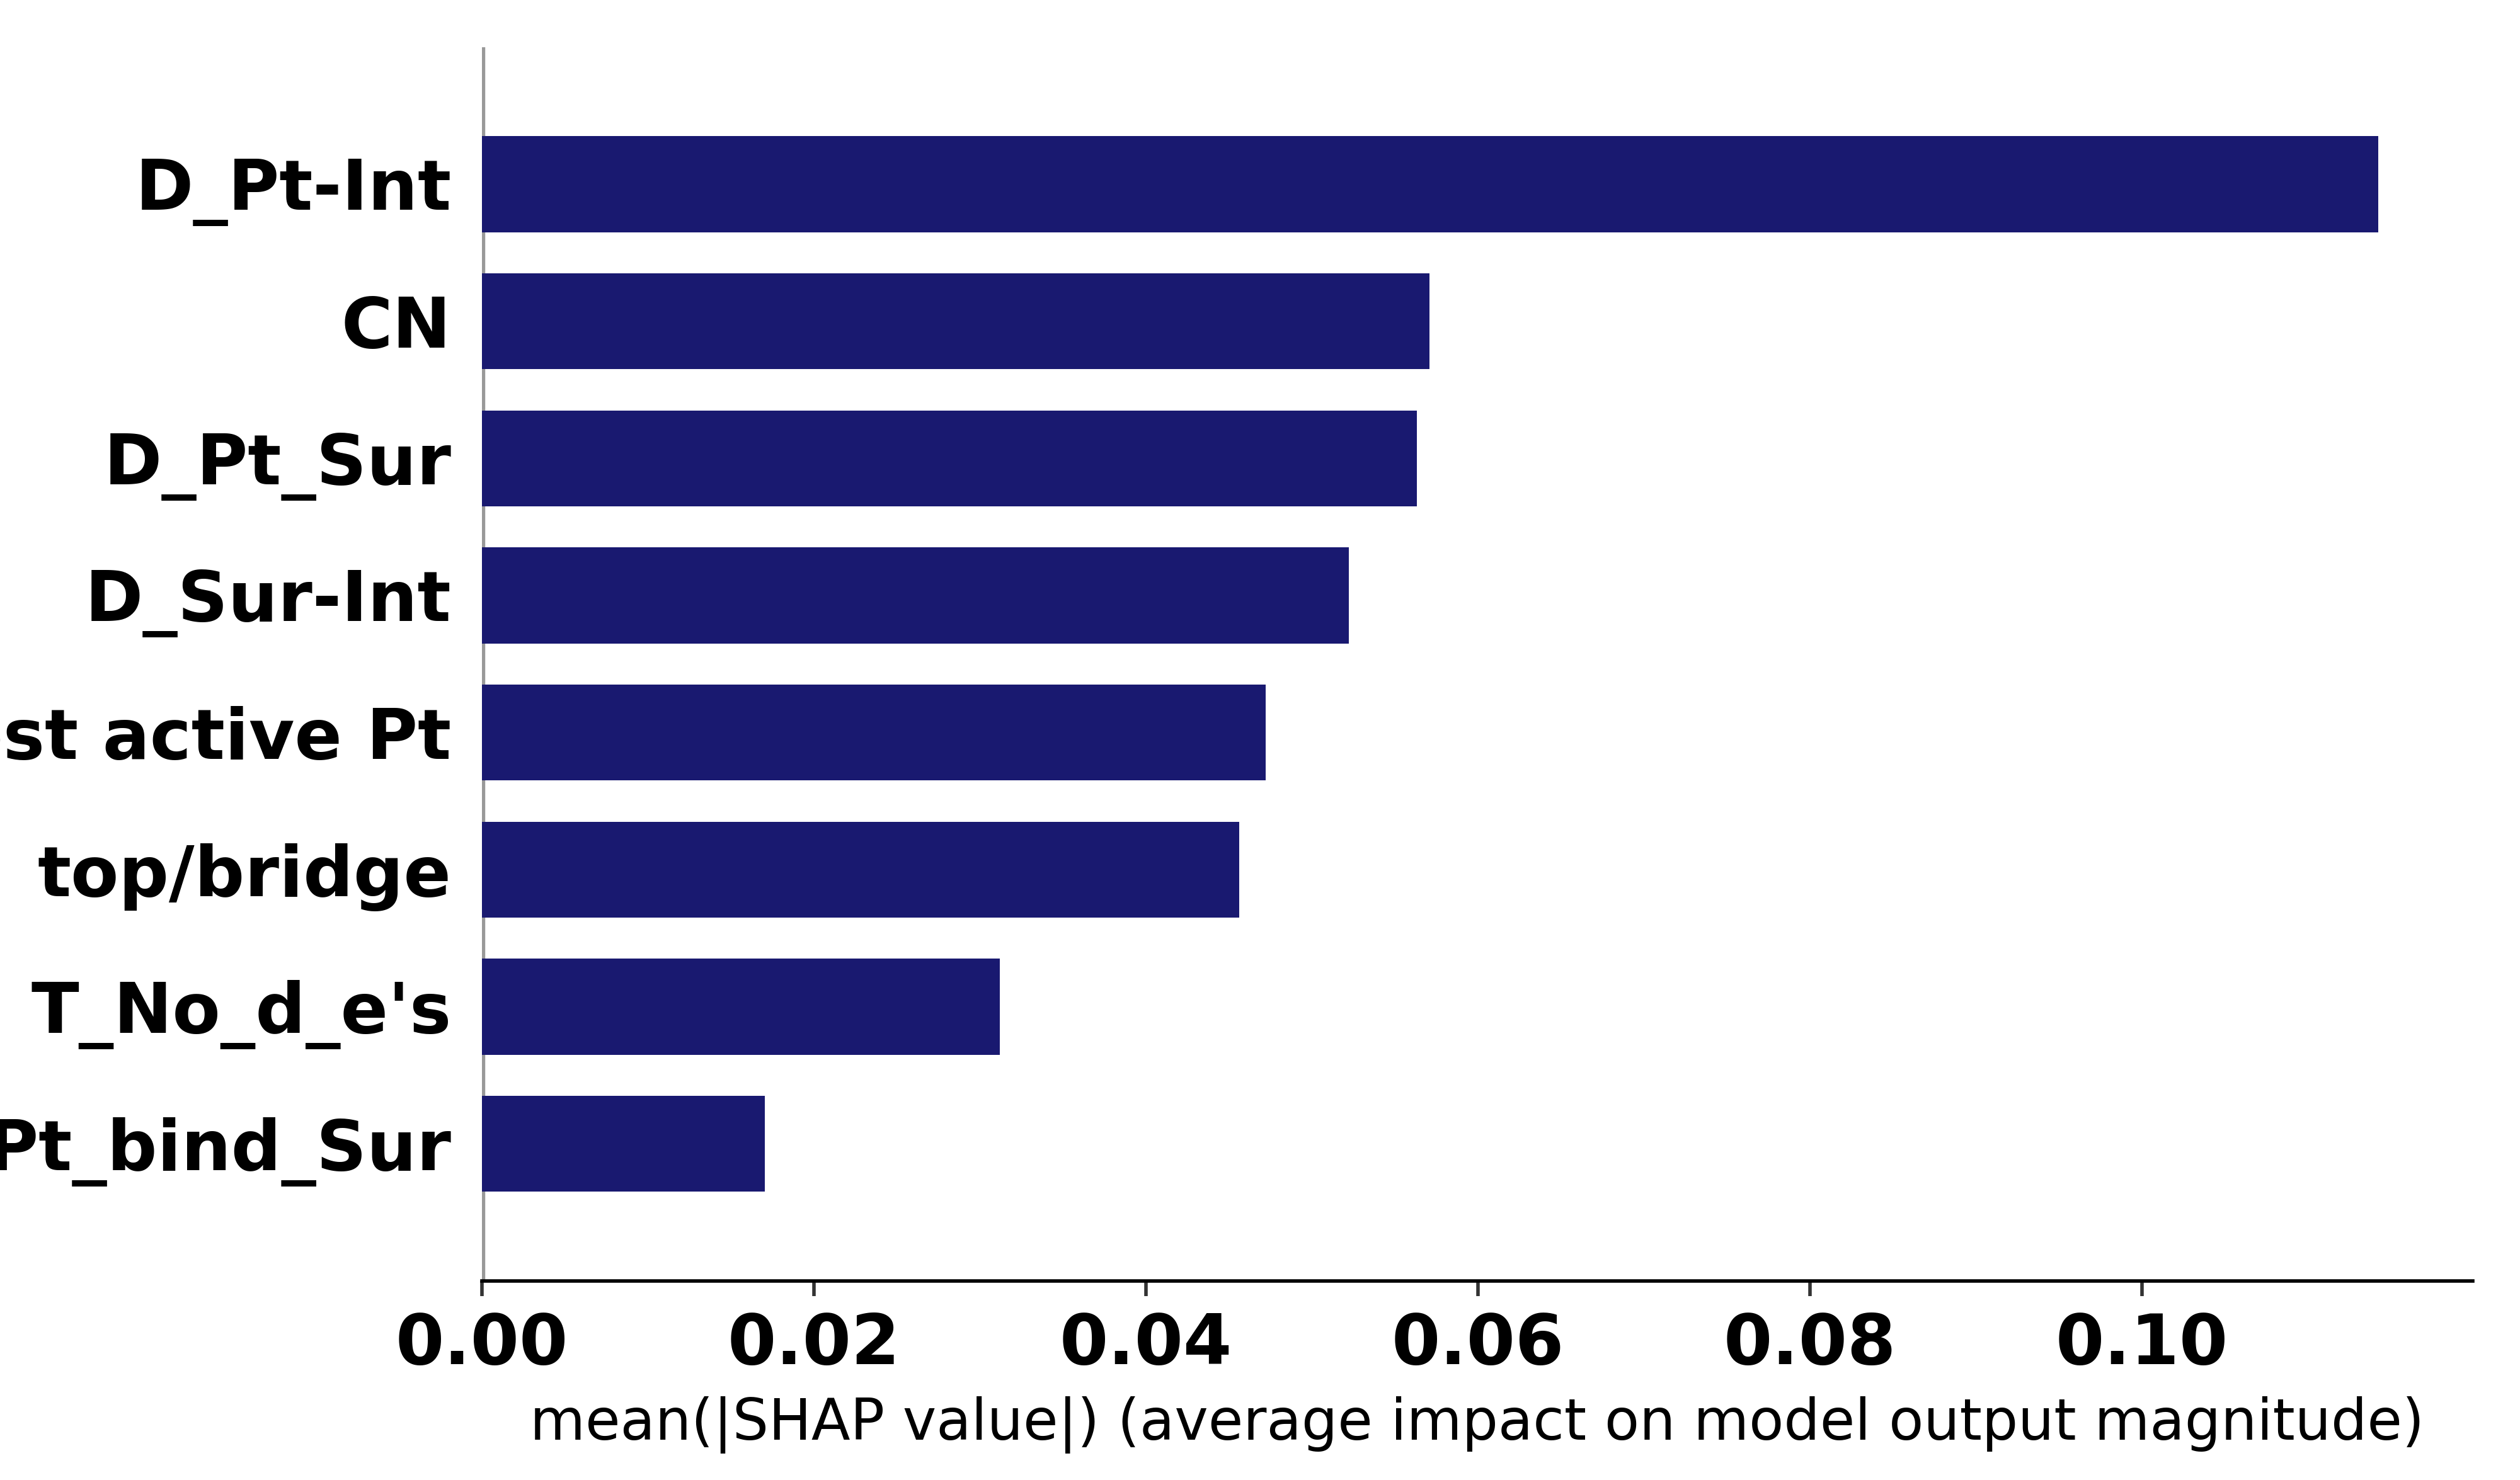 D_Pt-Int
CN
D_Pt_Sur
D_Sur-Int
st active Pt
top/bridge
T_No_d_e's
Pt_bind_Sur
0.00 0.02 0.04 0.06 0.08 0.10
mean(|SHAP value|) (average impact on model output magnitude)